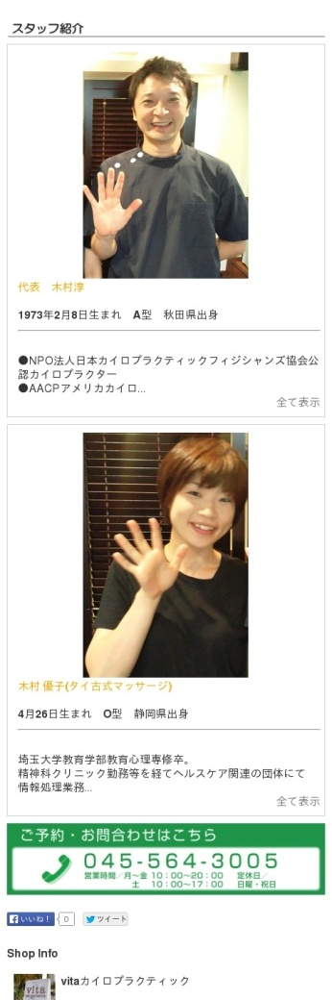 スタッフ紹介
代表　木村淳
1973年2月8日生まれ　A型　秋田県出身
●NPO法人日本カイロプラクティックフィジシャンズ協会公
認カイロプラクター
●AACPアメリカカイロ...
全て表示
木村 優子(タイ古式マッサージ)
4月26日生まれ　O型　静岡県出身
埼玉大学教育学部教育心理専修卒。
精神科クリニック勤務等を経てヘルスケア関連の団体にて
情報処理業務...
全て表示
ご予約・お問合わせはこちら
045-564-3005
営業時間／月～金 10：00～20：00　定休日／
土　10：00～17：00　日曜・祝日
いいね！ 0 ツイート
Shop Info
vita
vitaカイロプラクティック